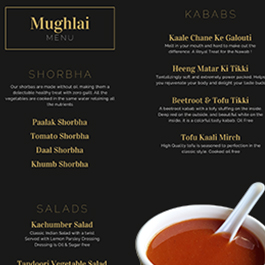 Mughlai
MENU
SHORBHA
Our shorbas are made without oil, making them a
delectable healthy treat with zero guilt. All the
vegetables are cooked in the same water retaining all
the nutrients
Paalak Shorbha
Tomato Shorbha
Daal Shorbha
Khumb Shorbha
SALADS
Kachumber Salad
Classic Indian Salad with a twist
Served with Lemon Parsley Dressing
Dressing is Oil & Sugar free
Tandoori Vegetable Salad
KABABS
Kaale Chane Ke Galouti
Melt in your mouth and hard to make out the
difference. A Royal Treat for the Nawab!
Heeng Matar Ki Tikki
Tantalizingly soft and extremely power packed. Helps
you rejuvenate your body and delight your taste buds
Beetroot & Tofu Tikki
A beetroot kabab with a tofu stuffing on the inside
Deep red on the outside, and beautiful white on the
inside, it is a colorful tasty kabab. Oil Free
Tofu Kaali Mirch
High Quality tofu is seasoned to perfection in the
classic style. Cooked oil free